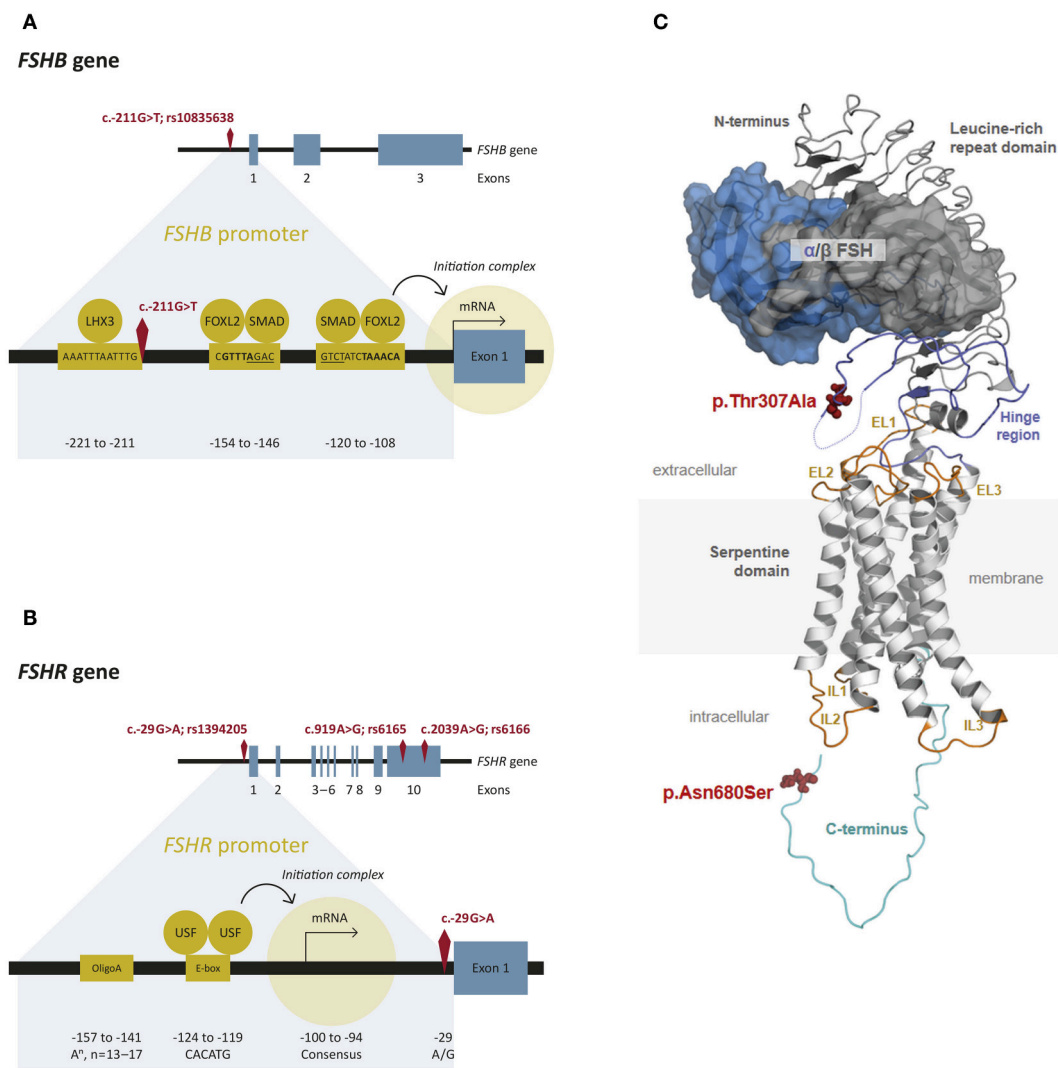 A
FSHB gene
c.-211G>T; rs10835638
FSHB gene
1 2 3 Exons
FSHB promoter
Initiation complex
c.-211G>T
mRNA
LHX3 FOXL2 SMAD SMAD FOXL2
AAATTTAATTTG CGTTTAGAC GTCTATCTAAACA Exon 1
-221 to -211 -154 to -146 -120 to -108
B
FSHR gene
c.-29G>A; rs1394205 c.919A>G; rs6165 c.2039A>G; rs6166
FSHR gene
1 2 3–6 7 8 9 10 Exons
FSHR promoter
Initiation complex
mRNA
c.-29G>A
USF USF
OligoA E-box Exon 1
-157 to -141 -124 to -119 -100 to -94 -29
Aⁿ, n=13–17 CACATG Consensus A/G
C
N-terminus
Leucine-rich
repeat domain
α/β FSH
p.Thr307Ala
EL1
Hinge
region
extracellular
EL2
EL3
Serpentine
domain
membrane
IL1
intracellular
IL2
IL3
p.Asn680Ser
C-terminus